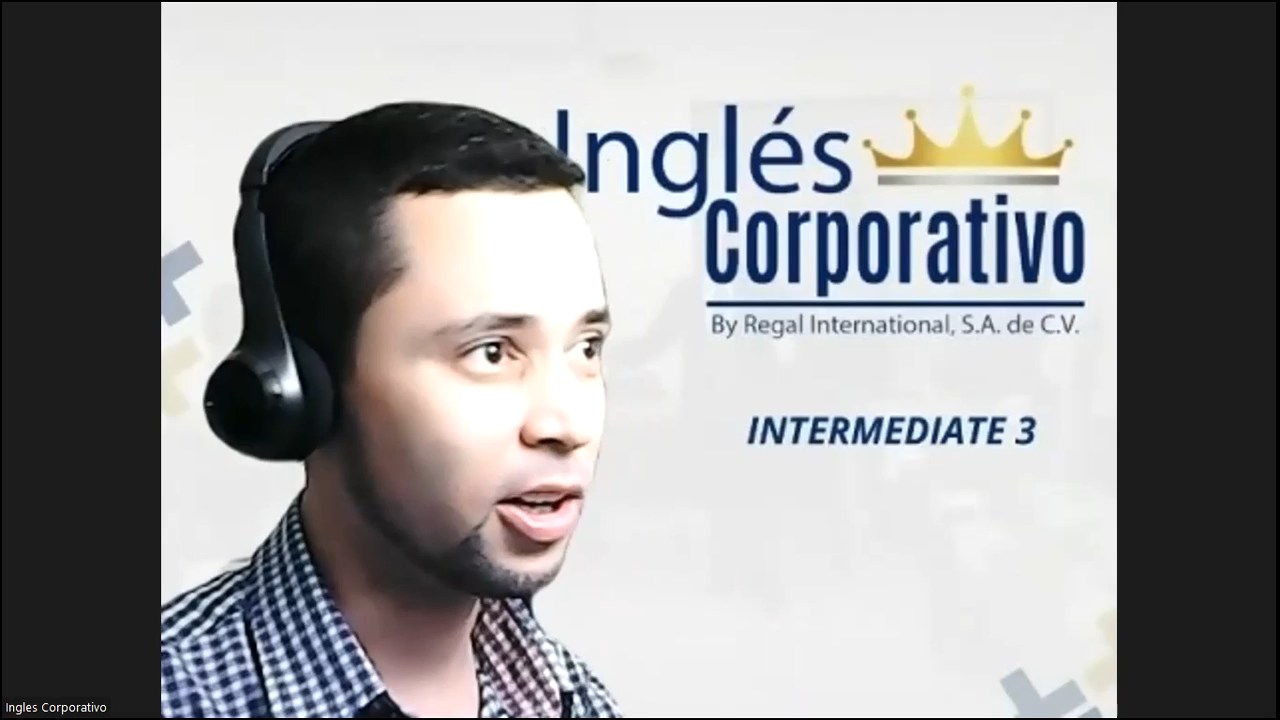 Inglés
Corporativo
By Regal International, S.A. de C.V.
INTERMEDIATE 3
Ingles Corporativo